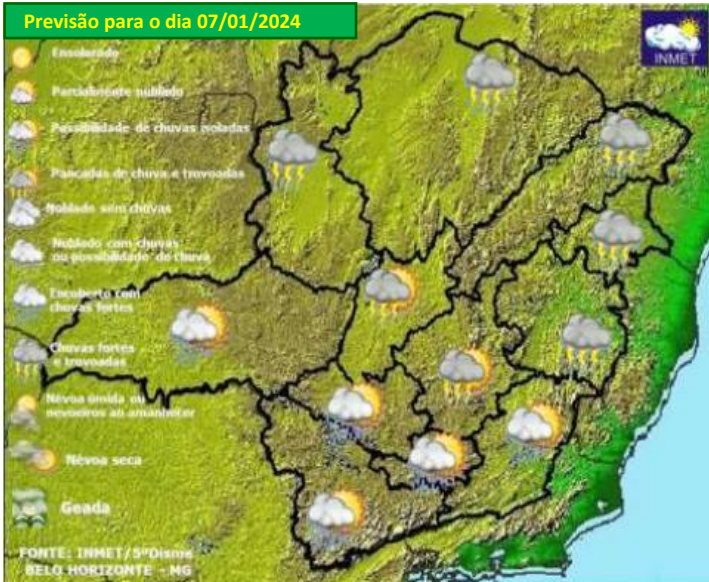 Previsão para o dia 07/01/2024
INMET
Ensolarado
Parcialmente nublado
Possibilidade de chuvas isoladas
Pancadas de chuva e trovoadas
Nublado sem chuvas
Nublado com chuvas
ou possibilidade de chuva
Encoberto com
chuvas fortes
Chuvas fortes
e trovoadas
Névoa úmida ou
nevoeiros ao amanhecer
Névoa seca
Geada
FONTE: INMET/5ºDisme
BELO HORIZONTE - MG